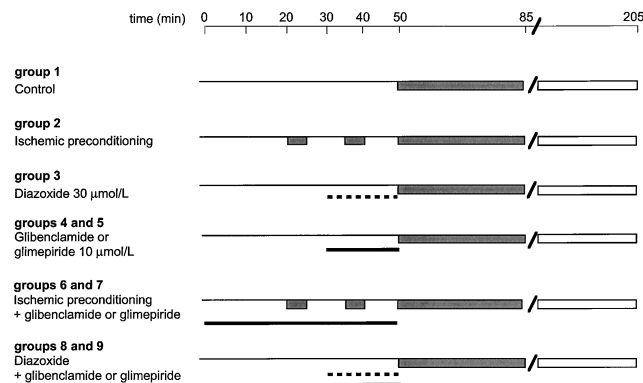 time (min)
0 10 20 30 40 50 85 205
group 1
Control
group 2
Ischemic preconditioning
group 3
Diazoxide 30 μmol/L
groups 4 and 5
Glibenclamide or
glimepiride 10 μmol/L
groups 6 and 7
Ischemic preconditioning
+ glibenclamide or glimepiride
groups 8 and 9
Diazoxide
+ glibenclamide or glimepiride